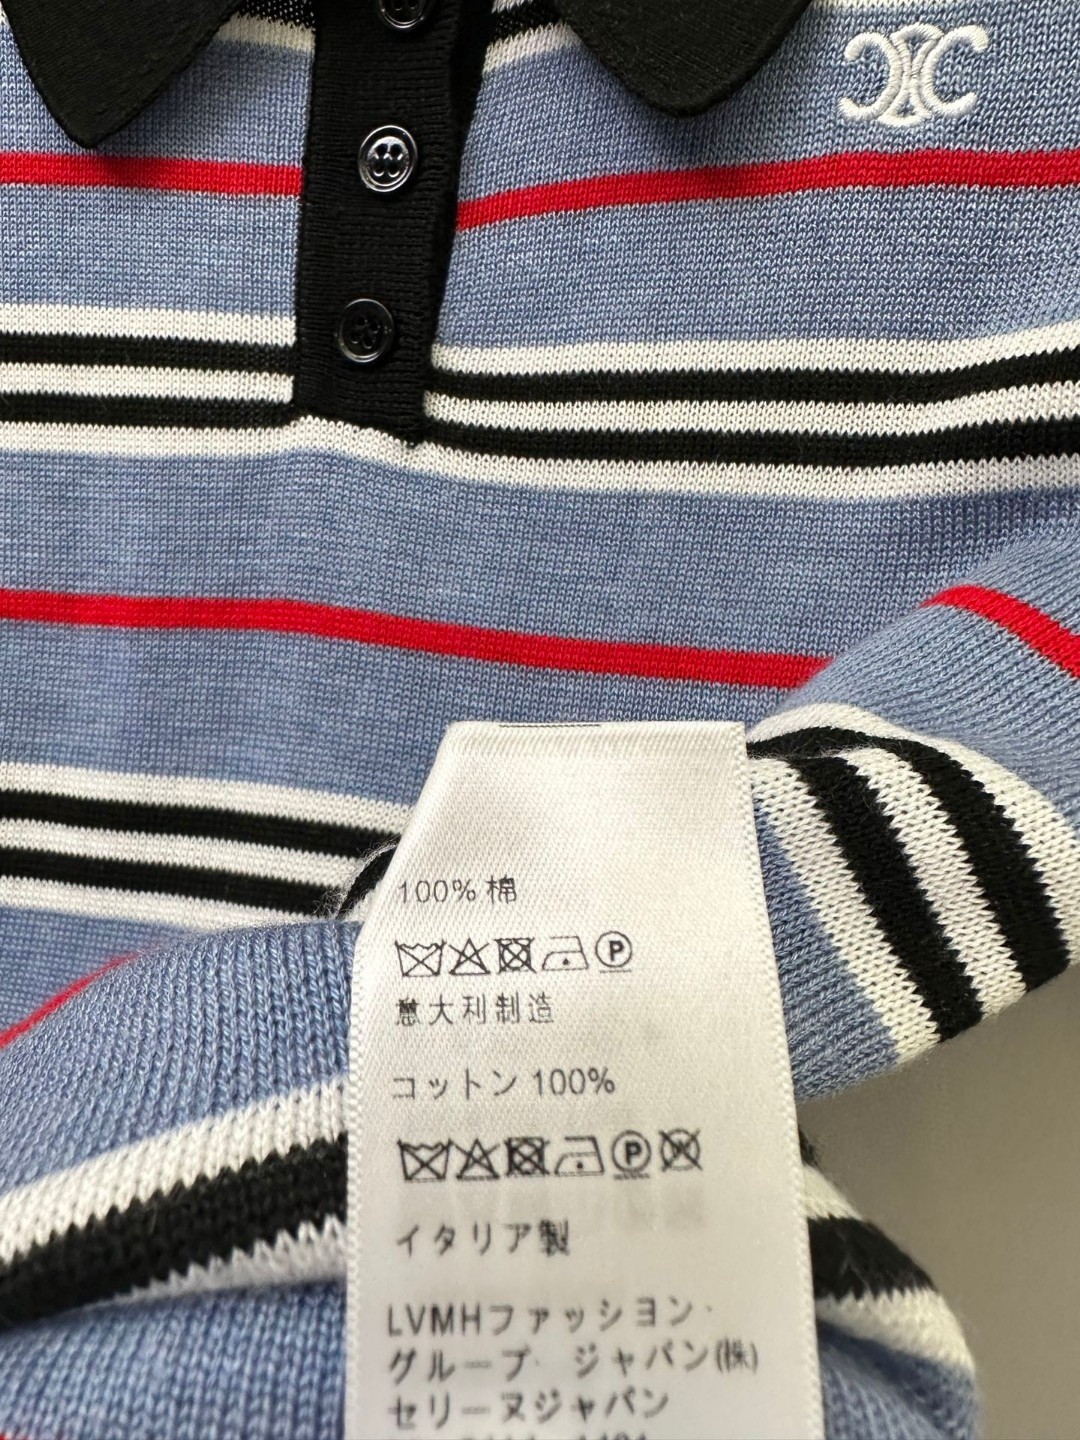 100% 棉
P
意大利制造
コットン 100%
P
イタリア製
LVMHファッション・
グループ ジャパン(株)
セリーヌジャパン